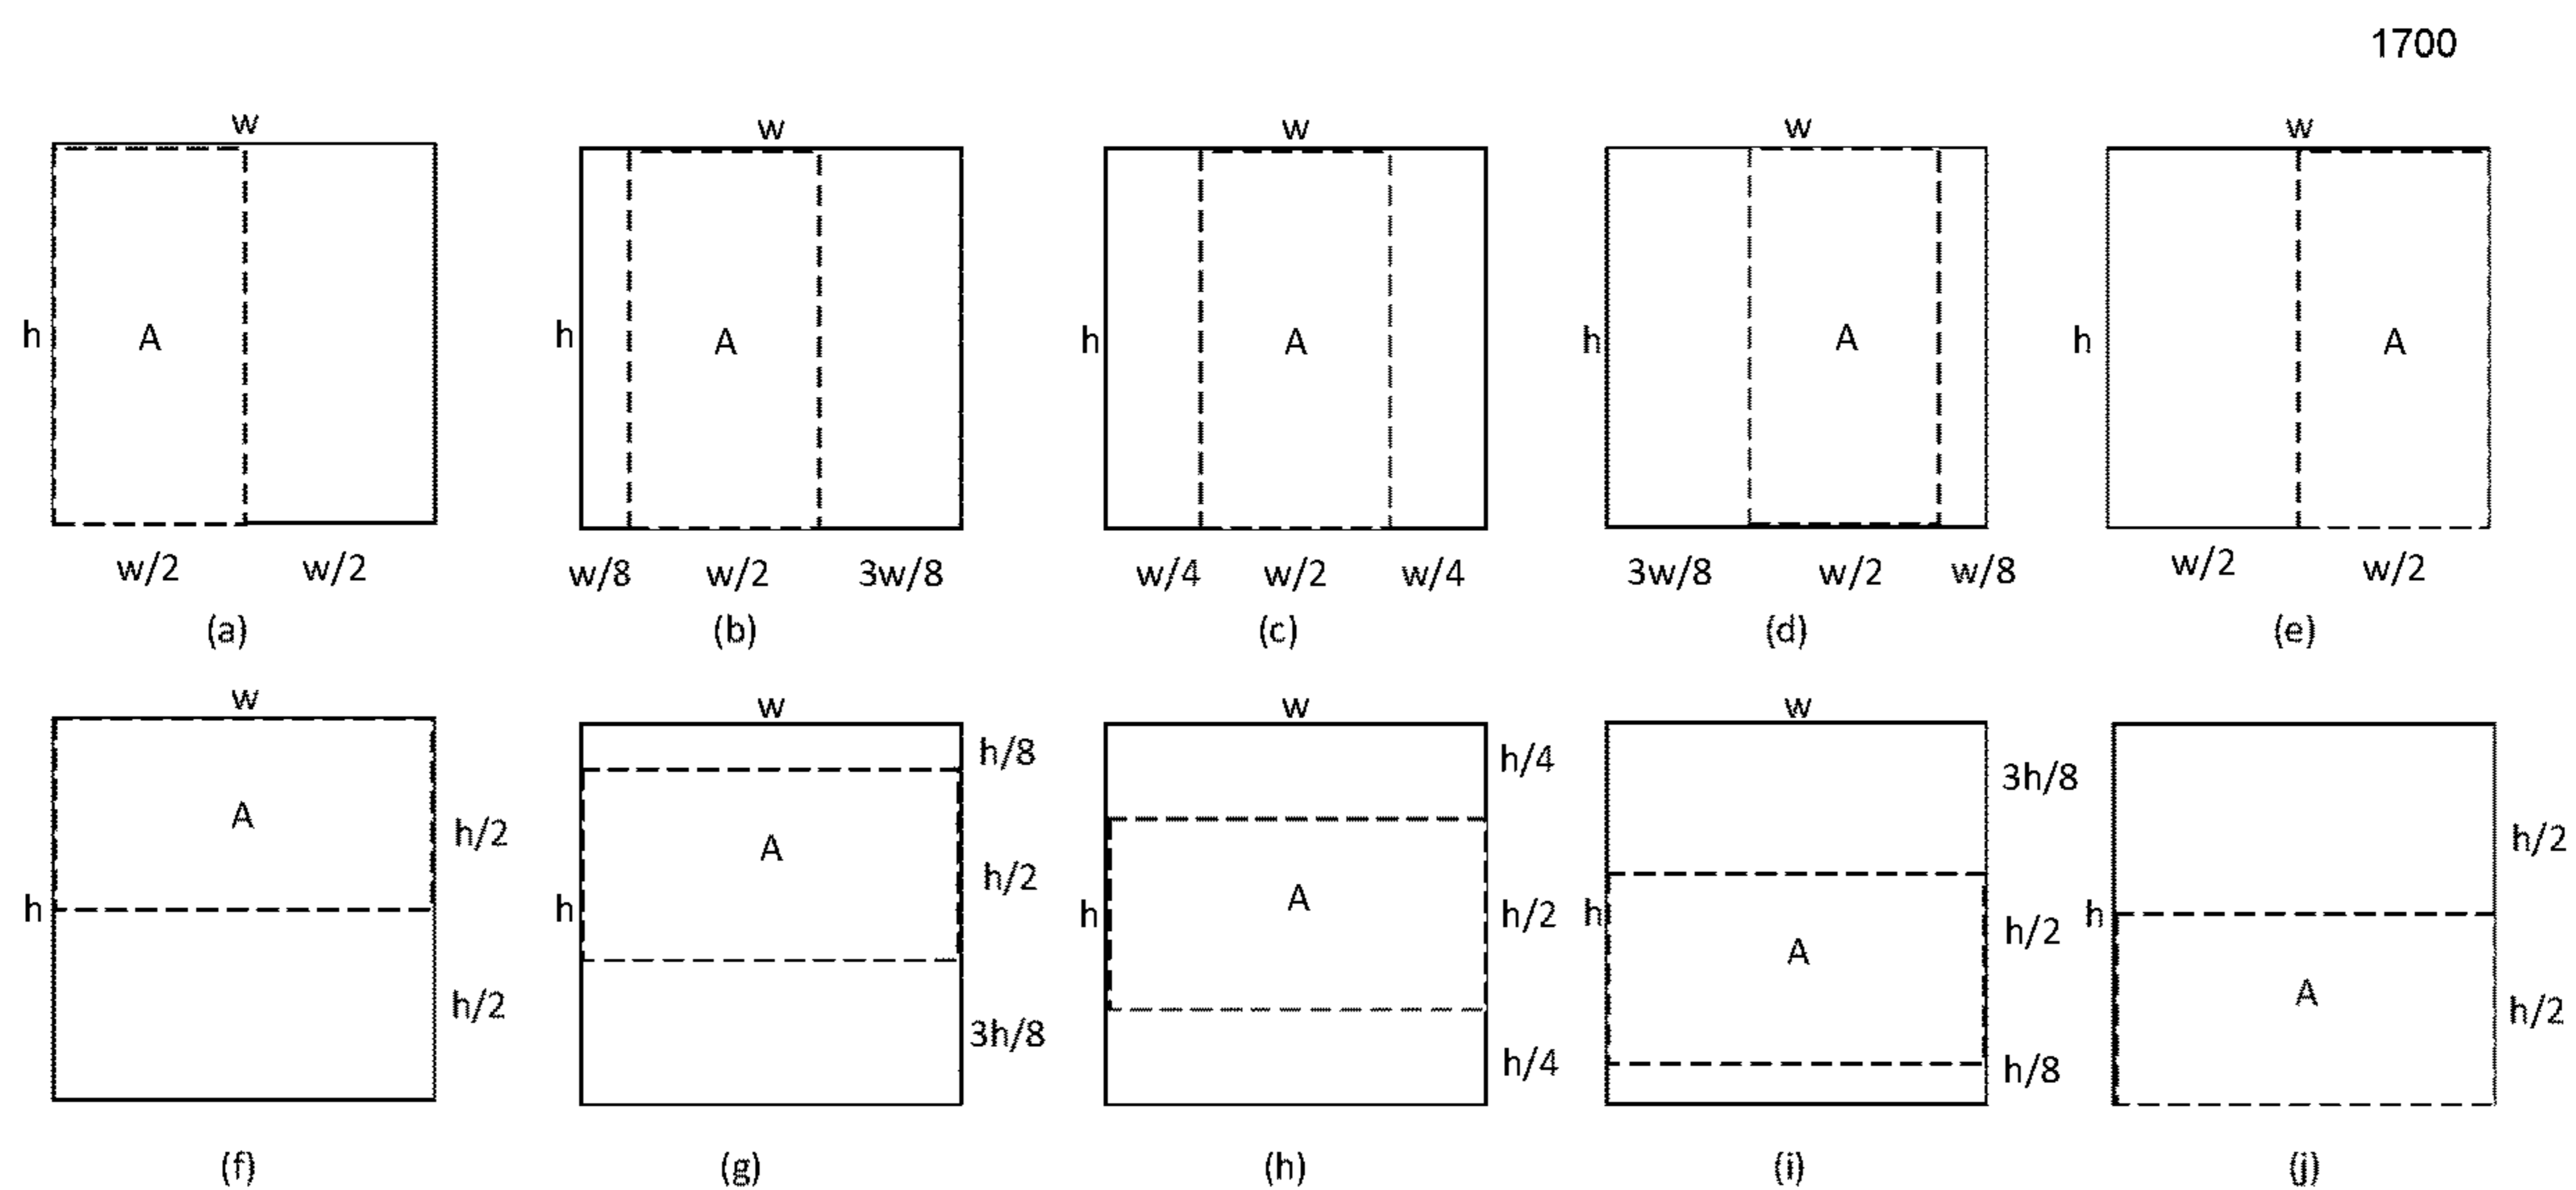 1700
w w w w w
h A h A h A h A h A
w/2 w/2 w/8 w/2 3w/8 w/4 w/2 w/4 3w/8 w/2 w/8 w/2 w/2
(a) (b) (c) (d) (e)
w w w w
h/8 h/4 3h/8
A h/2 A h/2 A h/2 A h/2 h/2
h h h h h A
h/2 3h/8 h/4 h/8 h/2
(f) (g) (h) (i) (j)